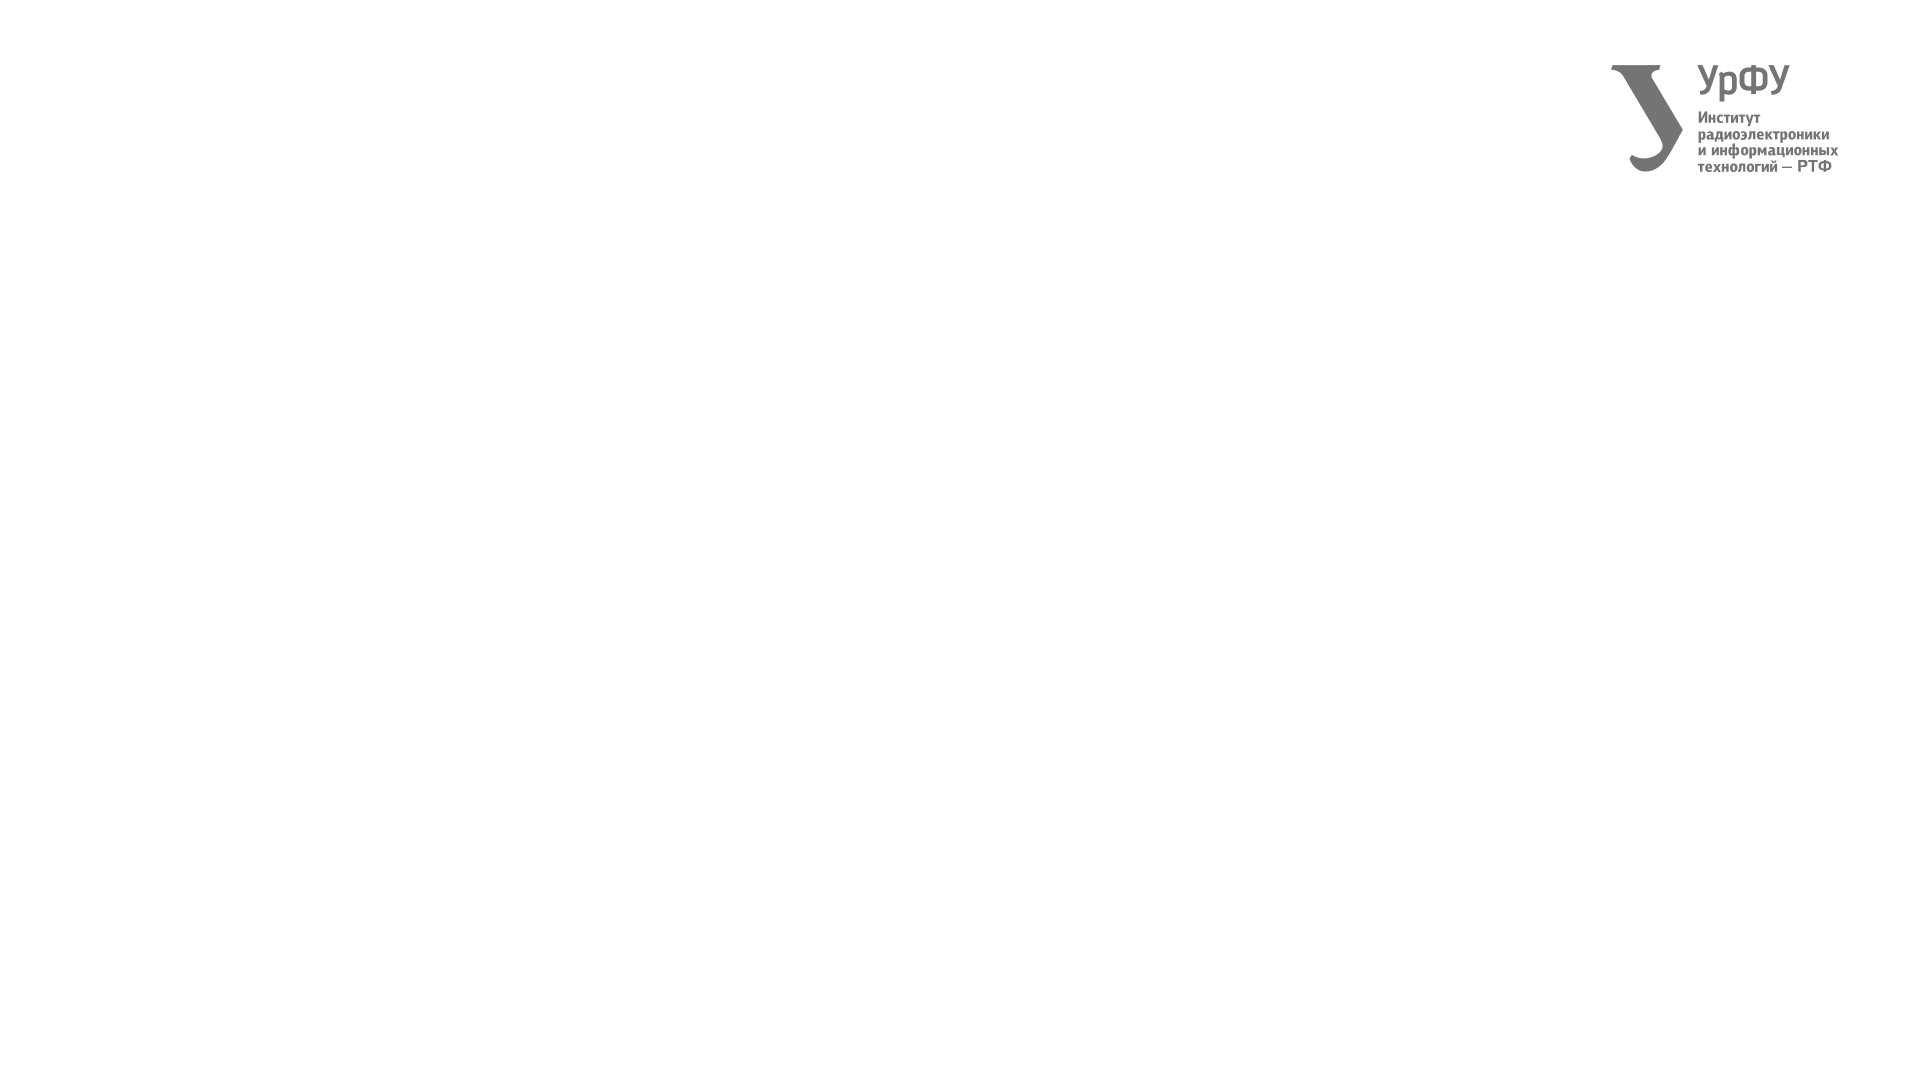 У
УрФУ
Институт
радиоэлектроники
и информационных
технологий — РТФ